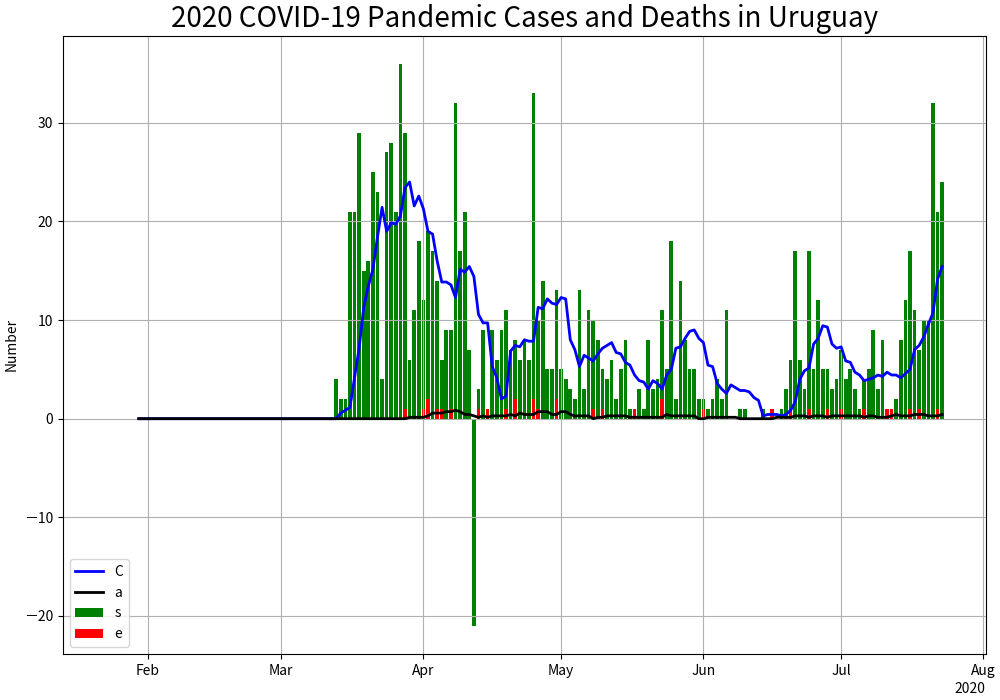 2020 COVID-19 Pandemic Cases and Deaths in Uruguay
Number
30
20
10
0
−10
−20
C
a
s
e
Feb Mar Apr May Jun Jul Aug
2020